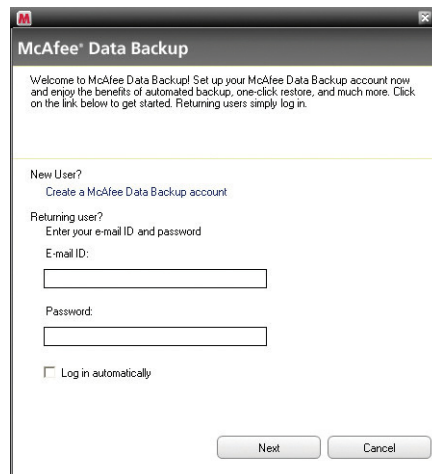 McAfee® Data Backup
Welcome to McAfee Data Backup! Set up your McAfee Data Backup account now
and enjoy the benefits of automated backup, one-click restore, and much more. Click
on the link below to get started. Returning users simply log in.
New User?
Create a McAfee Data Backup account
Returning user?
Enter your e-mail ID and password
E-mail ID:
Password:
Log in automatically
Next
Cancel